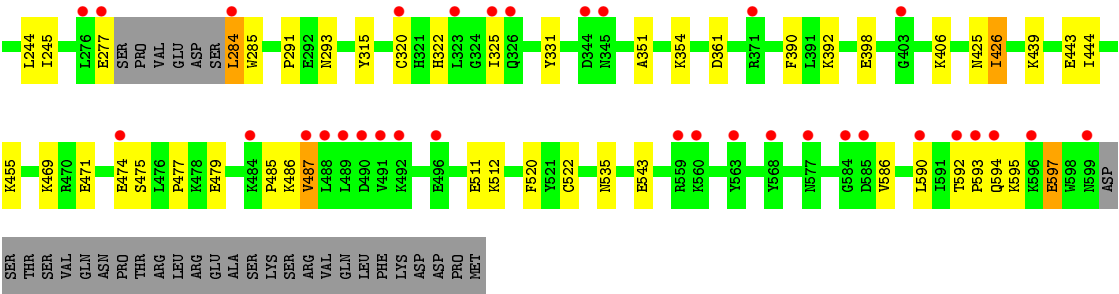 L244 I245 L276 E277 SER PRO VAL GLU ASP SER L284 W285 P291 E292 N293 Y315 C320 H321 H322 L323 G324 I325 Q326 Y331 D344 N345 A351 K354 D361 R371 F390 L391 K392 E398 G403 K406 N425 I426 K439 E443 I444
K455 K469 R470 E471 E474 S475 L476 P477 K478 E479 K484 P485 K486 V487 L488 L489 D490 V491 K492 E496 E511 K512 F520 Y521 C522 N535 E543 R559 K560 Y563 Y568 N577 G584 D585 V586 L590 I591 T592 P593 Q594 K595 K596 E597 W598 N599 ASP
SER THR SER VAL GLN ASN PRO THR ARG LEU ARG GLU ALA SER LYS SER ARG VAL GLN LEU PHE LYS ASP ASP PRO MET